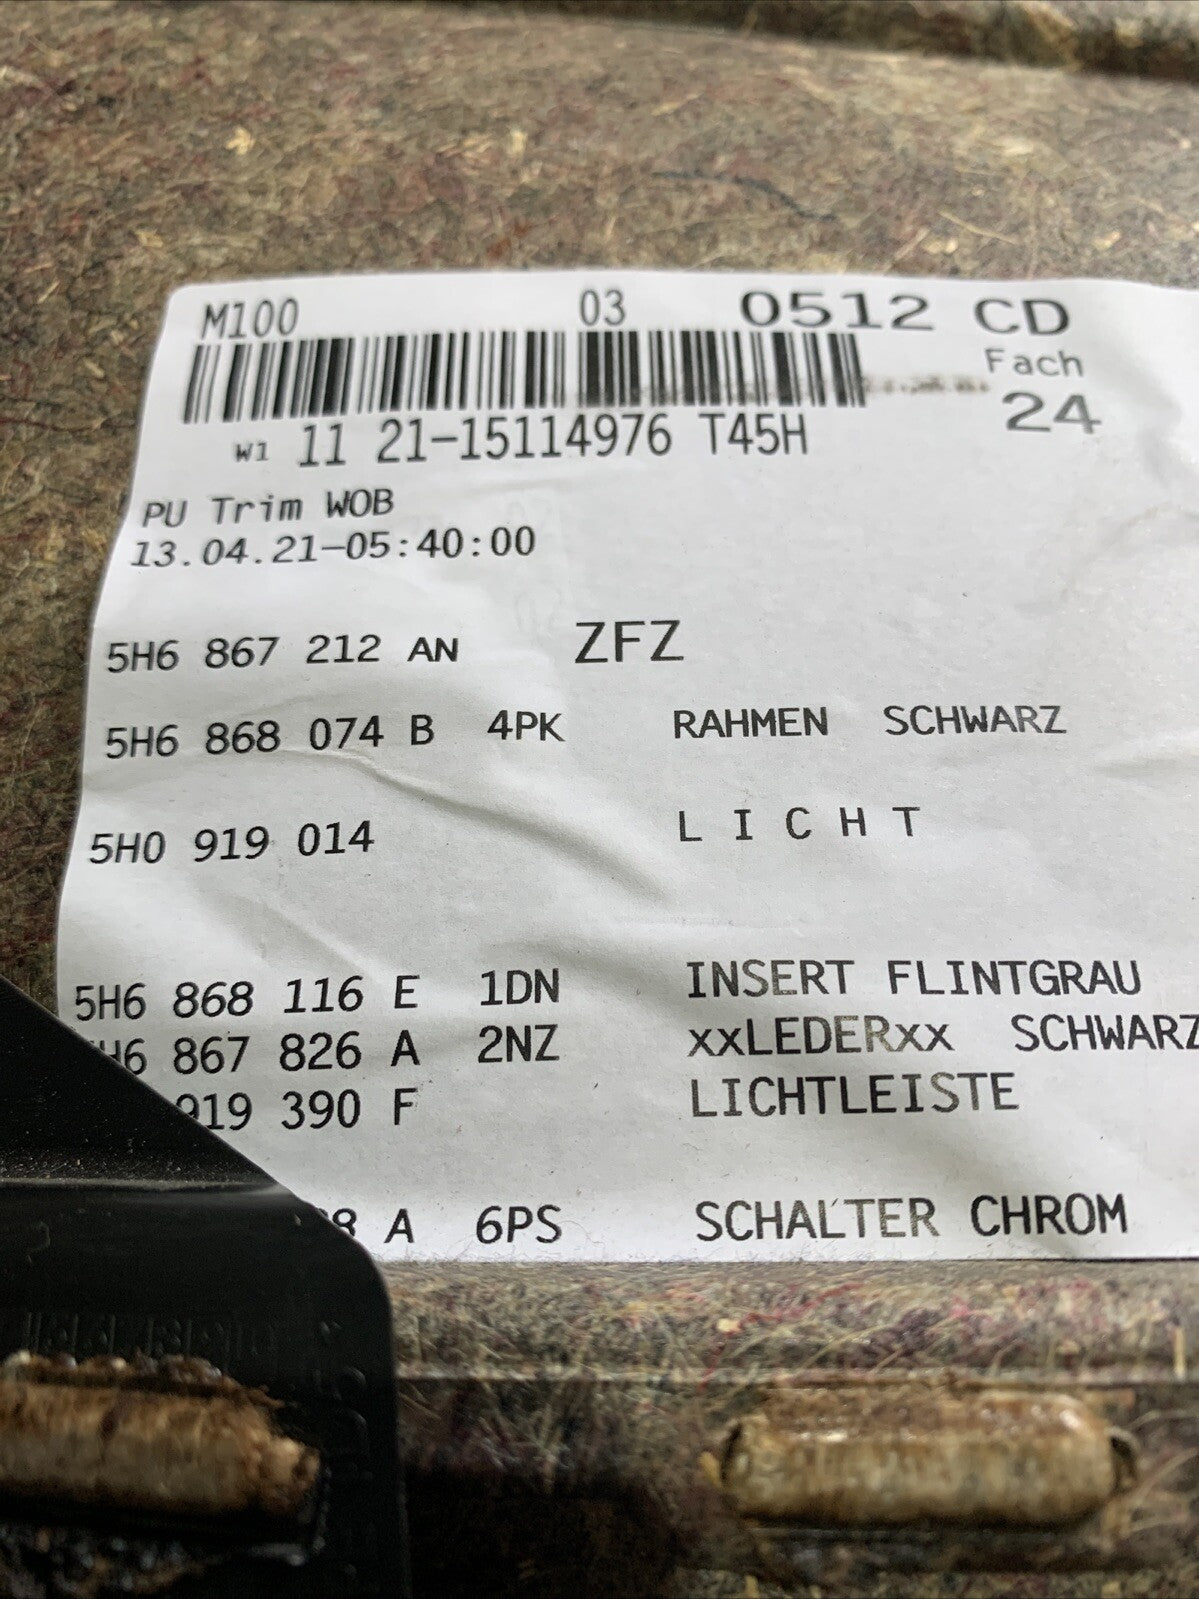 M100 03 0512 CD
Fach
24
W1 11 21-15114976 T45H
PU Trim WOB
13.04.21-05:40:00
5H6 867 212 AN ZFZ
5H6 868 074 B 4PK RAHMEN SCHWARZ
5H0 919 014 L I C H T
5H6 868 116 E 1DN INSERT FLINTGRAU
H6 867 826 A 2NZ xxLEDERxx SCHWARZ
919 390 F LICHTLEISTE
8 A 6PS SCHALTER CHROM